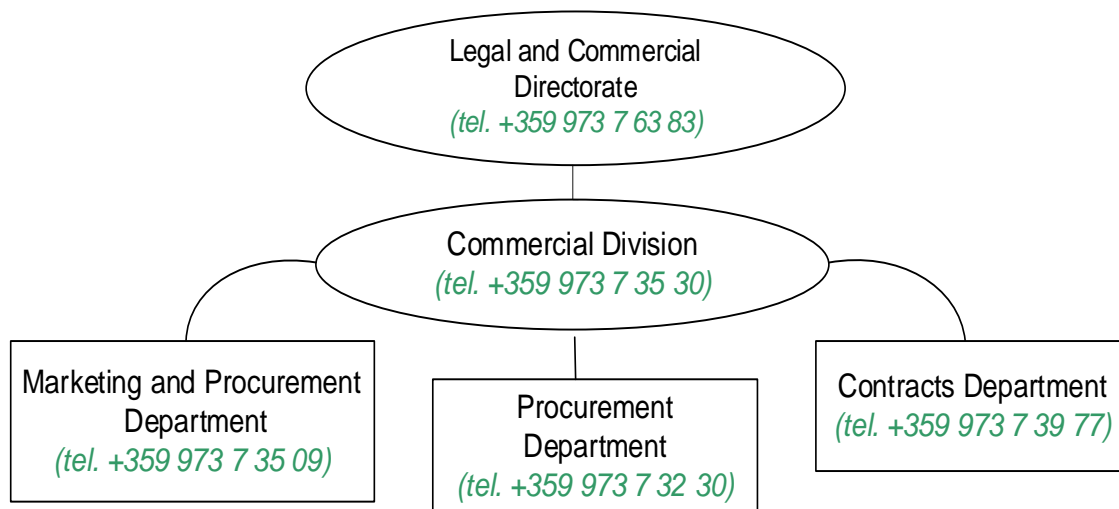 Legal and Commercial
Directorate
(tel. +359 973 7 63 83)
Commercial Division
(tel. +359 973 7 35 30)
Marketing and Procurement
Department
(tel. +359 973 7 35 09)
Procurement
Department
(tel. +359 973 7 32 30)
Contracts Department
(tel. +359 973 7 39 77)